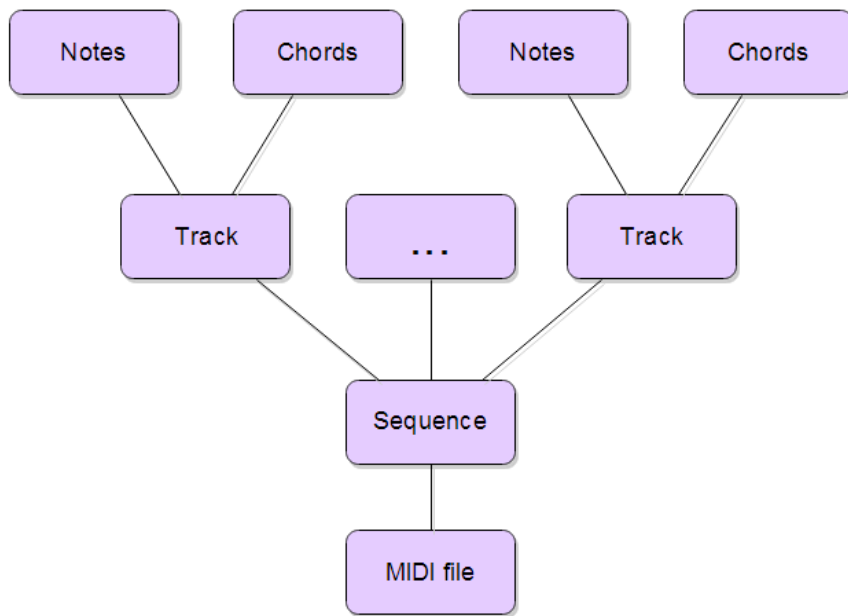 Notes
Chords
Notes
Chords
Track
...
Track
Sequence
MIDI file